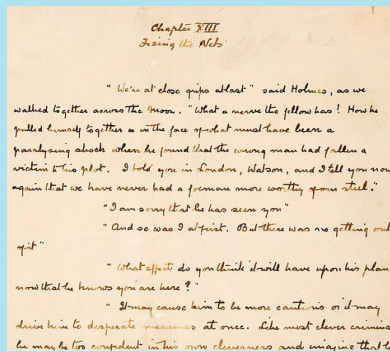 Chapter XIII
Fixing the Nets
"We're at close grips at last" said Holmes, as we
walked together across the moor. "What a nerve the fellow has! How he
pulled himself together in the face of what must have been a
paralysing shock when he found that the wrong man had fallen a
victim to his plot. I told you in London, Watson, and I tell you now
again that we have never had a foeman more worthy of our steel."
"I am sorry that he has seen you"
"And so was I at first. But there was no getting out
of it"
"What effect do you think it will have upon his plans
now that he knows you are here?"
"It may cause him to be more cautious or it may
drive him to desperate measures at once. Like most clever criminals
he may be too confident in his own cleverness and imagine that he